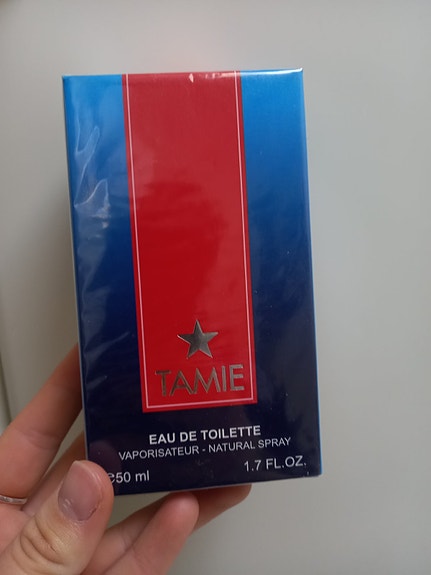 TAMIE
EAU DE TOILETTE
VAPORISATEUR - NATURAL SPRAY
℮50 ml
1.7 FL.OZ.